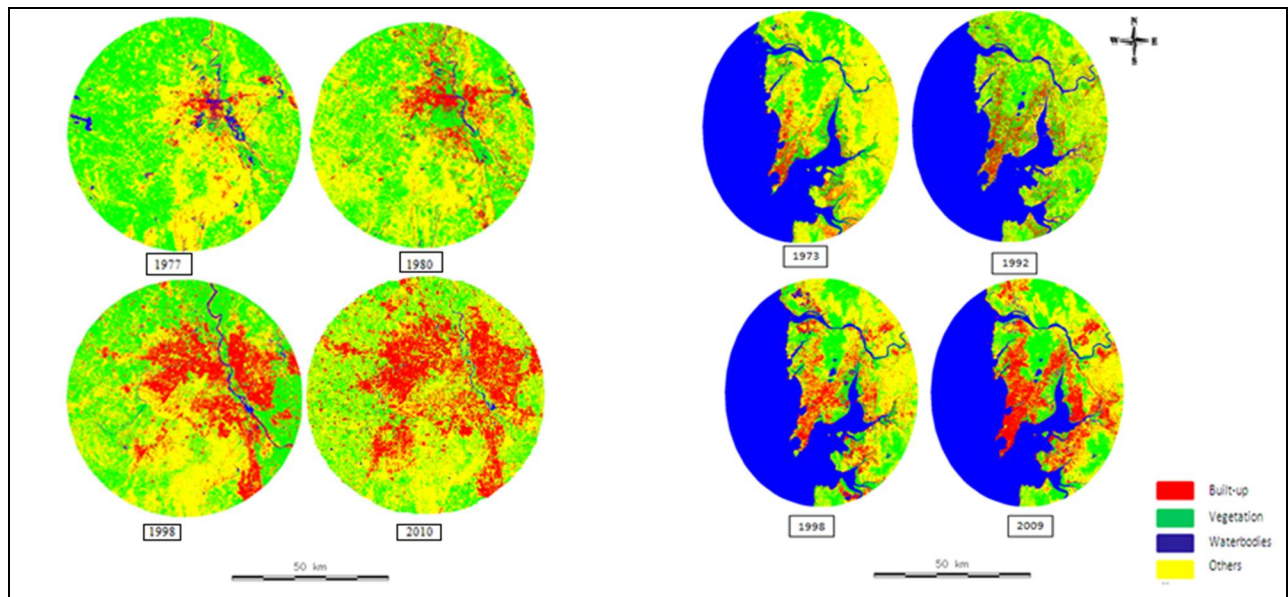 N
W E
S
1977
1980
1973
1992
1998
2010
1998
2009
Built-up
Vegetation
Waterbodies
Others
50 km
50 km